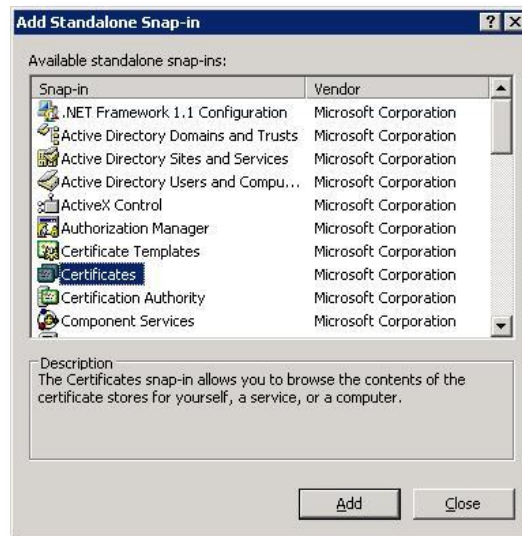 Add Standalone Snap-in
Available standalone snap-ins:
Snap-in Vendor
.NET Framework 1.1 Configuration Microsoft Corporation
Active Directory Domains and Trusts Microsoft Corporation
Active Directory Sites and Services Microsoft Corporation
Active Directory Users and Compu... Microsoft Corporation
ActiveX Control Microsoft Corporation
Authorization Manager Microsoft Corporation
Certificate Templates Microsoft Corporation
Certificates Microsoft Corporation
Certification Authority Microsoft Corporation
Component Services Microsoft Corporation
Description
The Certificates snap-in allows you to browse the contents of the
certificate stores for yourself, a service, or a computer.
Add Close